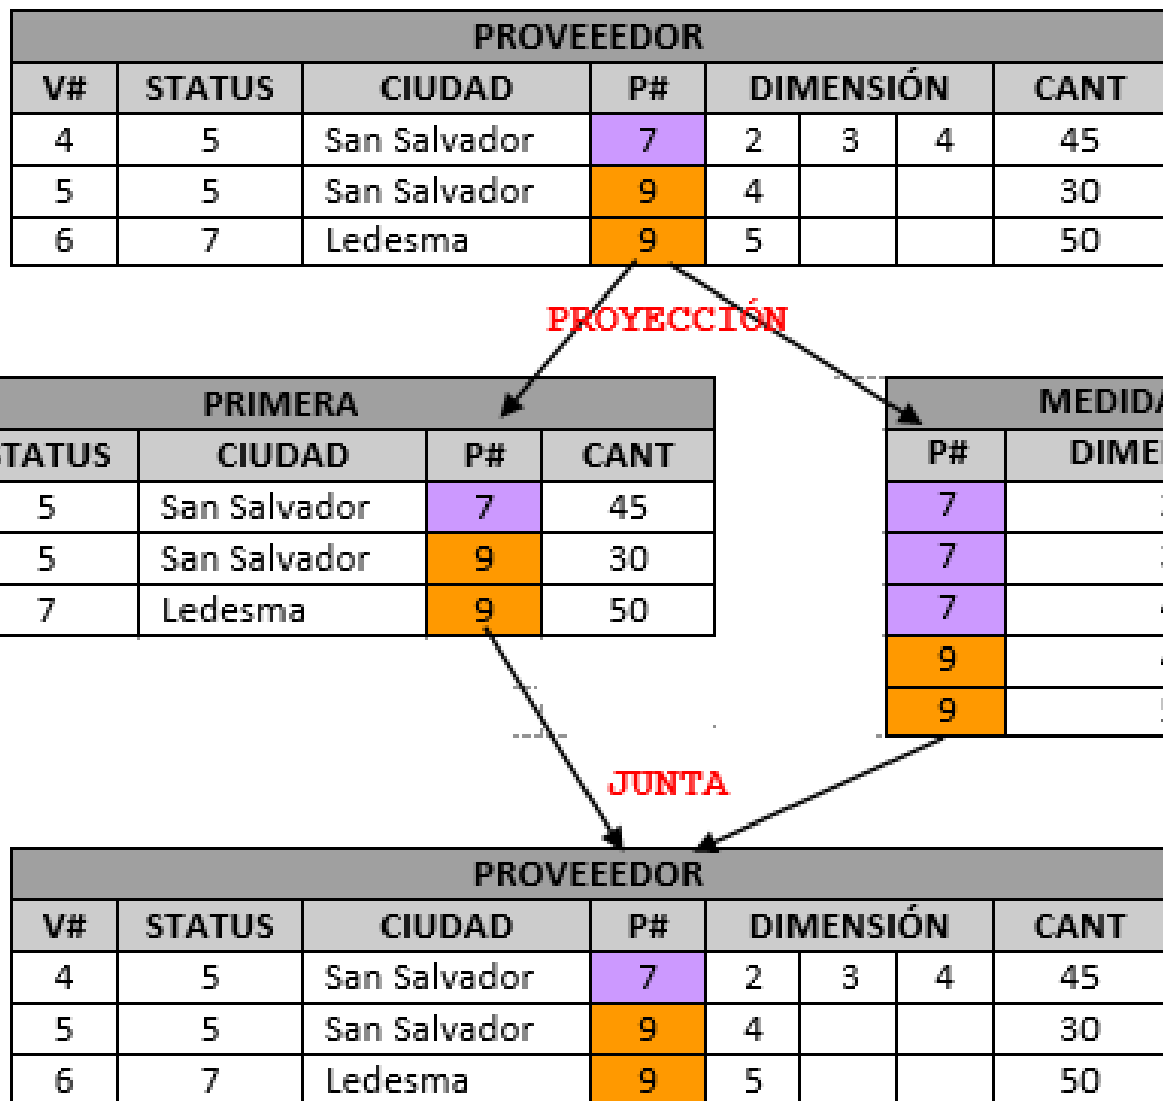 PROVEEEDOR
V# STATUS CIUDAD P# DIMENSIÓN CANT
4 5 San Salvador 7 2 3 4 45
5 5 San Salvador 9 4 30
6 7 Ledesma 9 5 50
PROYECCIÓN
PRIMERA
TATUS CIUDAD P# CANT
5 San Salvador 7 45
5 San Salvador 9 30
7 Ledesma 9 50
MEDIDA
P# DIME
7
7
7
9
9
JUNTA
PROVEEEDOR
V# STATUS CIUDAD P# DIMENSIÓN CANT
4 5 San Salvador 7 2 3 4 45
5 5 San Salvador 9 4 30
6 7 Ledesma 9 5 50